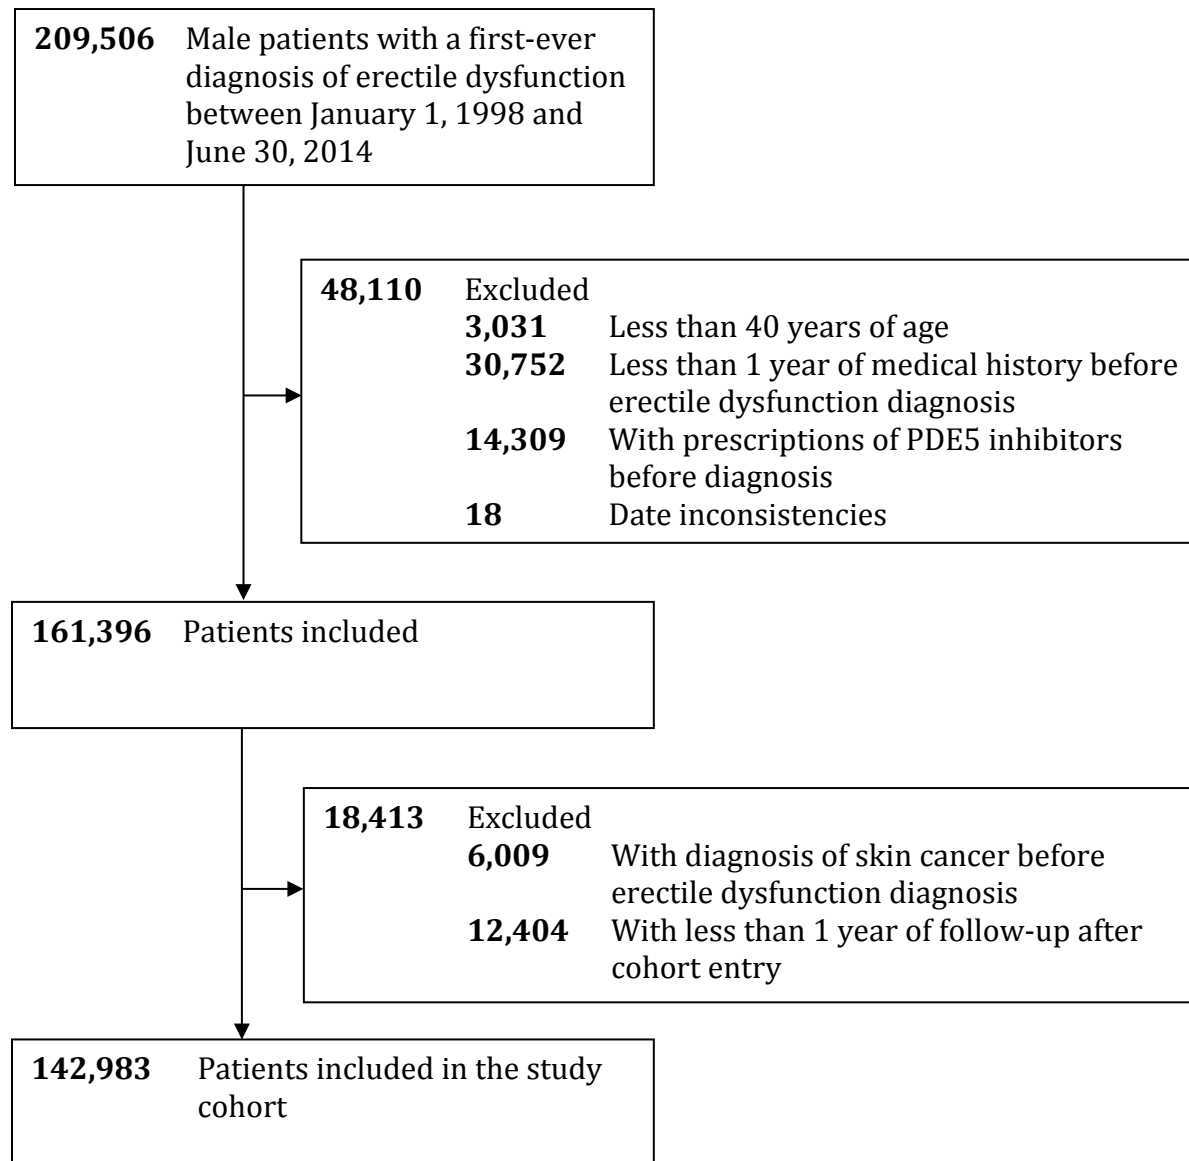 209,506 Male patients with a first-ever
diagnosis of erectile dysfunction
between January 1, 1998 and
June 30, 2014
48,110 Excluded
3,031 Less than 40 years of age
30,752 Less than 1 year of medical history before
erectile dysfunction diagnosis
14,309 With prescriptions of PDE5 inhibitors
before diagnosis
18 Date inconsistencies
161,396 Patients included
18,413 Excluded
6,009 With diagnosis of skin cancer before
erectile dysfunction diagnosis
12,404 With less than 1 year of follow-up after
cohort entry
142,983 Patients included in the study
cohort